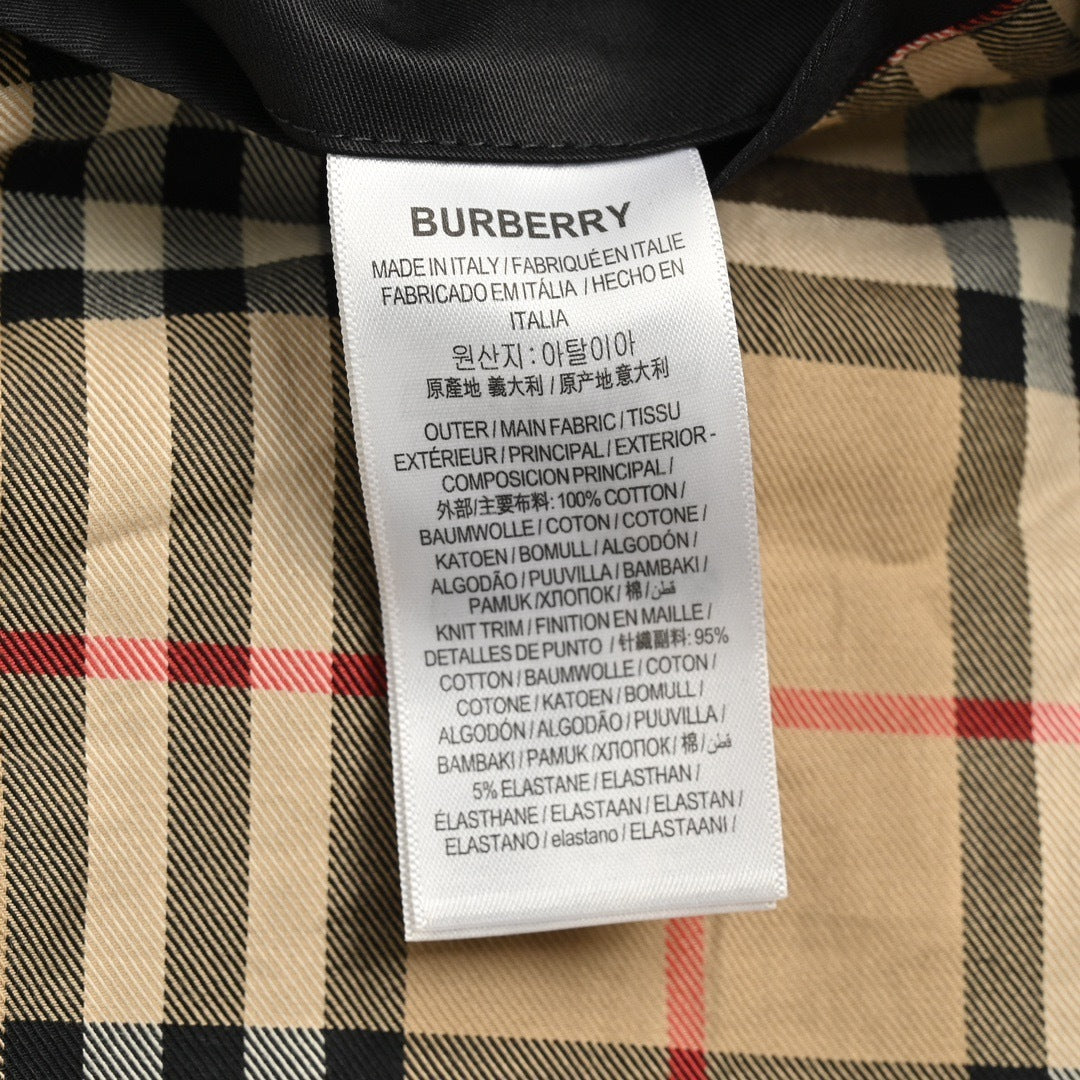 BURBERRY
MADE IN ITALY / FABRIQUÉ EN ITALIE
FABRICADO EM ITÁLIA / HECHO EN
ITALIA
원산지 : 아탈이아
原產地 義大利 / 原产地 意大利
OUTER / MAIN FABRIC / TISSU
EXTÉRIEUR / PRINCIPAL / EXTERIOR -
COMPOSICION PRINCIPAL /
外部/主要布料: 100% COTTON /
BAUMWOLLE / COTON / COTONE /
KATOEN / BOMULL / ALGODÓN /
ALGODÃO / PUUVILLA / BAMBAKI /
PAMUK /ХЛОПОК / 棉 / قطن
KNIT TRIM / FINITION EN MAILLE /
DETALLES DE PUNTO / 针織副料: 95%
COTTON / BAUMWOLLE / COTON /
COTONE / KATOEN / BOMULL /
ALGODÓN / ALGODÃO / PUUVILLA /
BAMBAKI / PAMUK /ХЛОПОК / 棉 / قطن
5% ELASTANE / ELASTHAN /
ÉLASTHANE / ELASTAAN / ELASTAN /
ELASTANO / elastano / ELASTAANI /